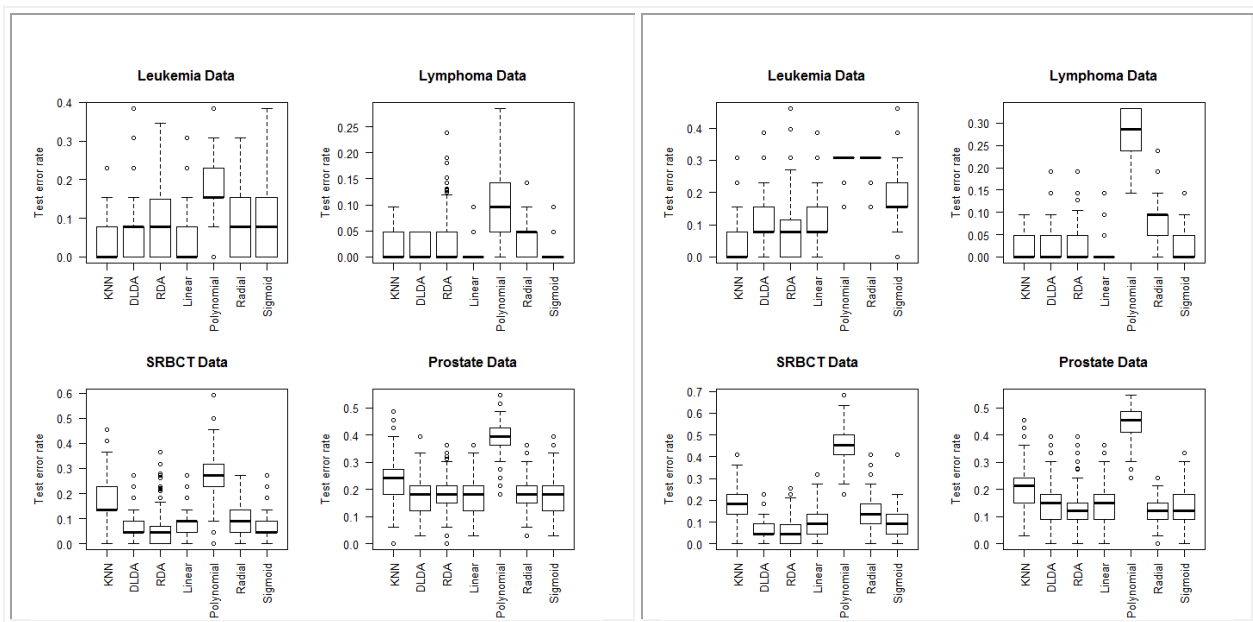 Leukemia Data
Test error rate
0.4
0.3
0.2
0.1
0.0
KNN
DLDA
RDA
Linear
Polynomial
Radial
Sigmoid
Lymphoma Data
Test error rate
0.25
0.20
0.15
0.10
0.05
0.00
KNN
DLDA
RDA
Linear
Polynomial
Radial
Sigmoid
SRBCT Data
Test error rate
0.6
0.5
0.4
0.3
0.2
0.1
0.0
KNN
DLDA
RDA
Linear
Polynomial
Radial
Sigmoid
Prostate Data
Test error rate
0.5
0.4
0.3
0.2
0.1
0.0
KNN
DLDA
RDA
Linear
Polynomial
Radial
Sigmoid
Leukemia Data
Test error rate
0.4
0.3
0.2
0.1
0.0
KNN
DLDA
RDA
Linear
Polynomial
Radial
Sigmoid
Lymphoma Data
Test error rate
0.30
0.25
0.20
0.15
0.10
0.05
0.00
KNN
DLDA
RDA
Linear
Polynomial
Radial
Sigmoid
SRBCT Data
Test error rate
0.7
0.6
0.5
0.4
0.3
0.2
0.1
0.0
KNN
DLDA
RDA
Linear
Polynomial
Radial
Sigmoid
Prostate Data
Test error rate
0.5
0.4
0.3
0.2
0.1
0.0
KNN
DLDA
RDA
Linear
Polynomial
Radial
Sigmoid